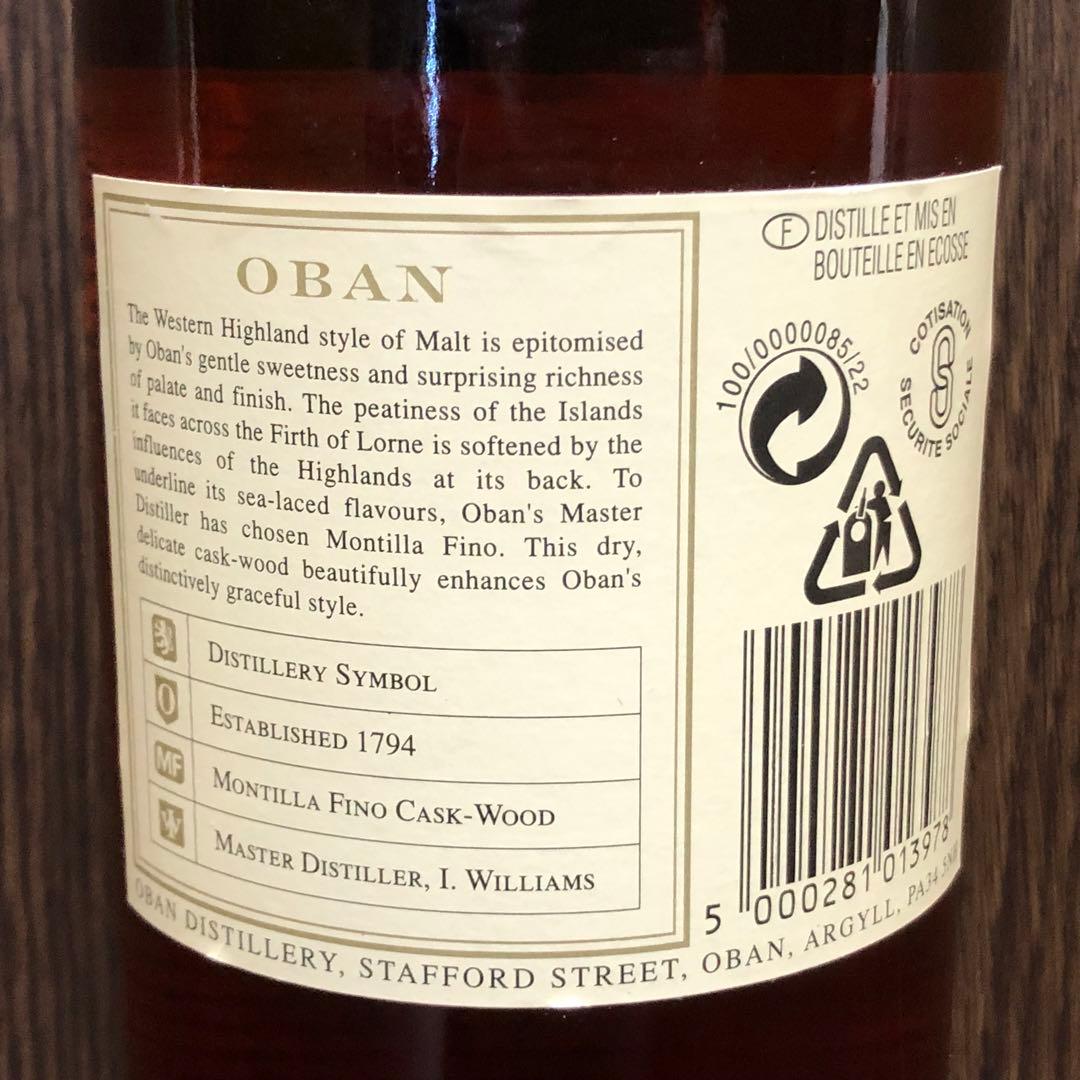 OBAN
The Western Highland style of Malt is epitomised
by Oban's gentle sweetness and surprising richness
of palate and finish. The peatiness of the Islands
it faces across the Firth of Lorne is softened by the
influences of the Highlands at its back. To
underline its sea-laced flavours, Oban's Master
Distiller has chosen Montilla Fino. This dry,
delicate cask-wood beautifully enhances Oban's
distinctively graceful style.
DISTILLERY SYMBOL
O
ESTABLISHED 1794
MF
MONTILLA FINO CASK-WOOD
W
MASTER DISTILLER, I. WILLIAMS
OBAN DISTILLERY, STAFFORD STREET, OBAN, ARGYLL, PA34
F DISTILLE ET MIS EN
BOUTEILLE EN ECOSSE
COTISATION
SECURITE SOCIALE
100/0000085/22
5 000281 013978